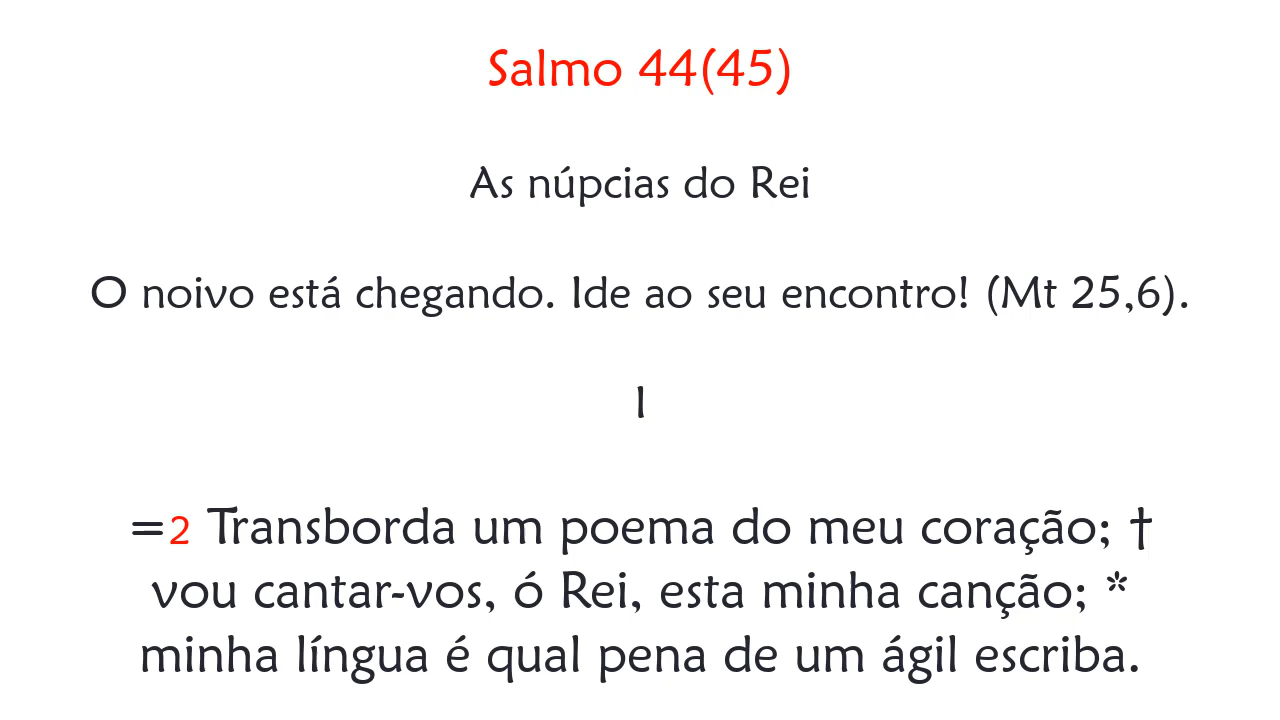 Salmo 44(45)
As núpcias do Rei
O noivo está chegando. Ide ao seu encontro! (Mt 25,6).
I
=2 Transborda um poema do meu coração; †
vou cantar-vos, ó Rei, esta minha canção; *
minha língua é qual pena de um ágil escriba.